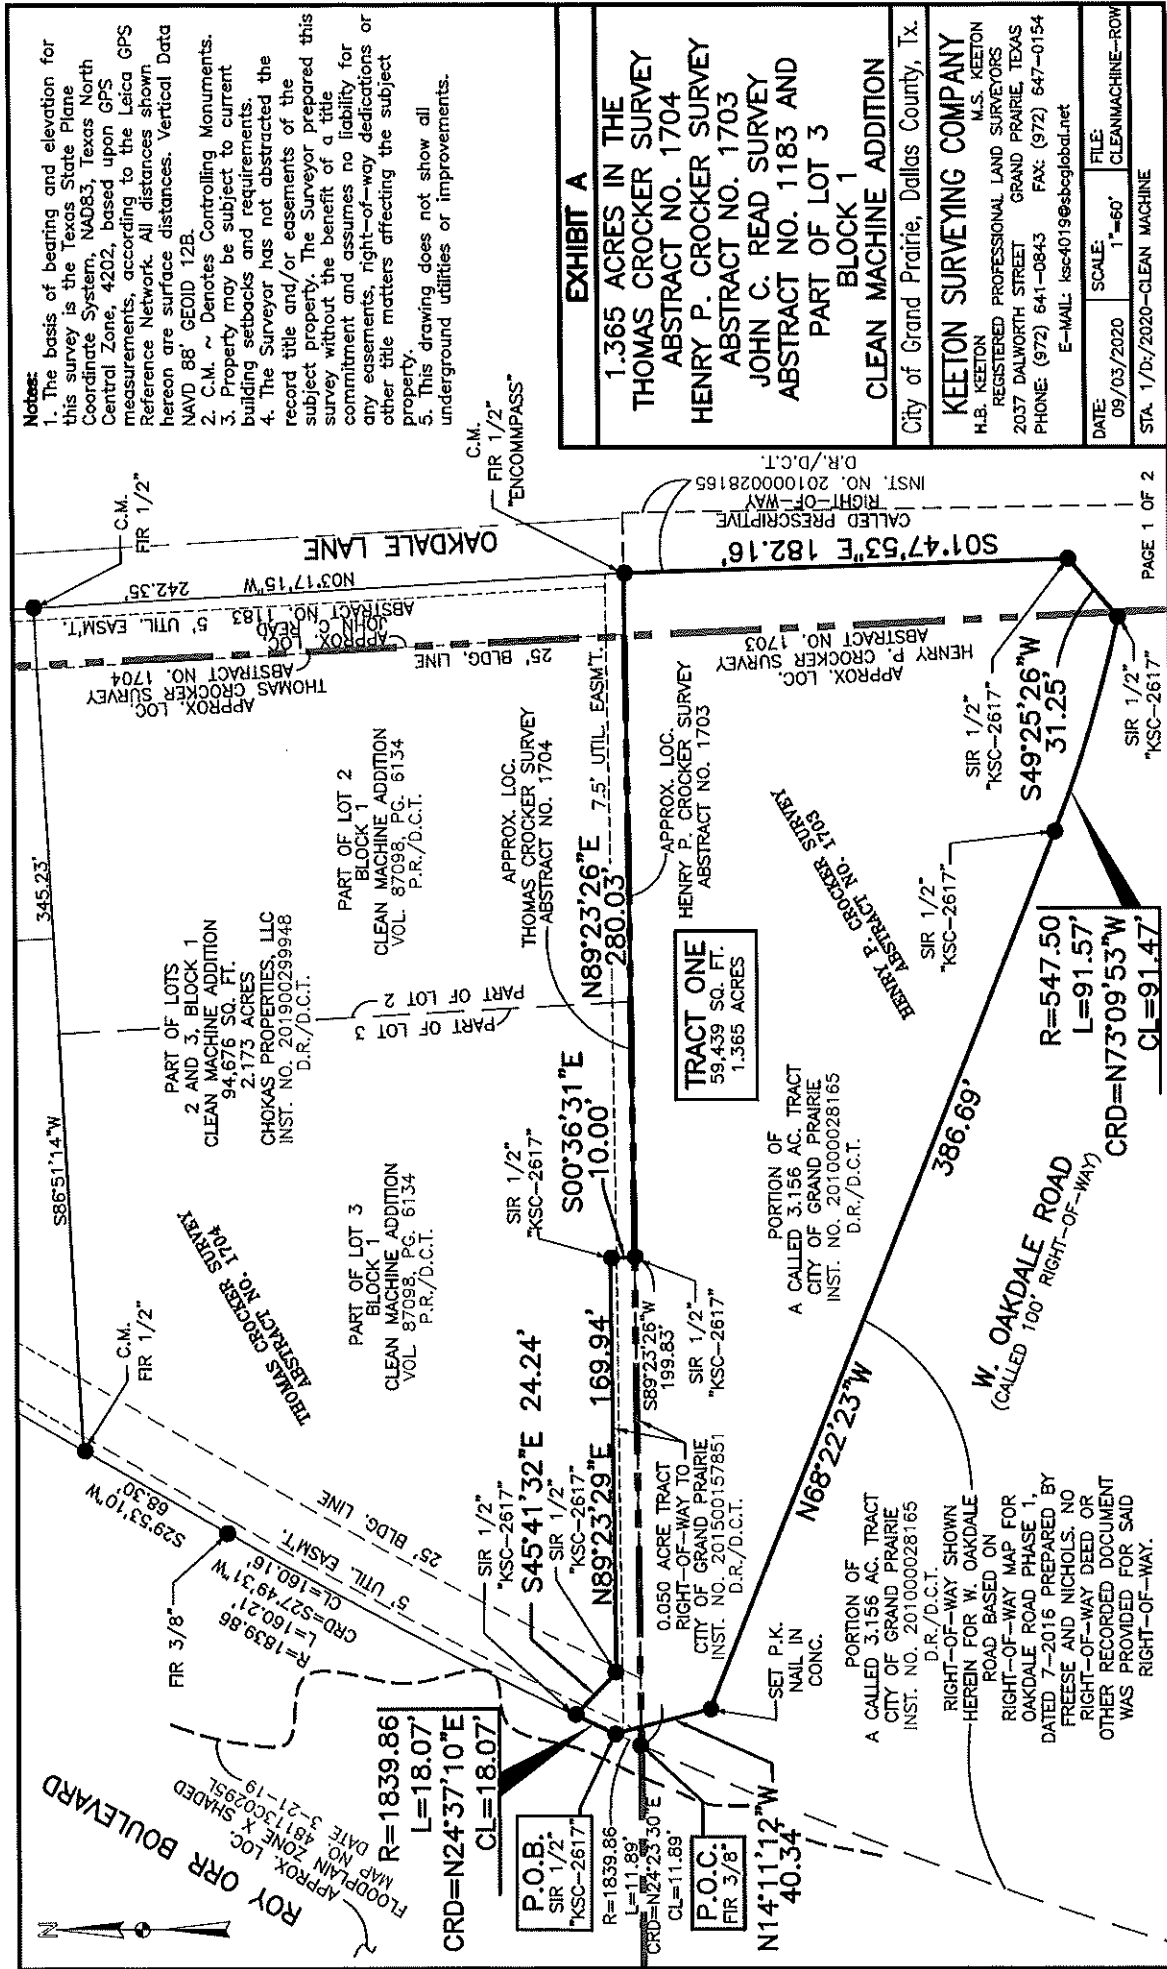 Notes:
1. The basis of bearing and elevation for
this survey is the Texas State Plane
Coordinate System, NAD83, Texas North
Central Zone, 4202, based upon GPS
measurements, according to the Leica GPS
Reference Network. All distances shown
hereon are surface distances. Vertical Data
NAVD 88' GEOID 12B.
2. C.M. ~ Denotes Controlling Monuments.
3. Property may be subject to current
building setbacks and requirements.
4. The Surveyor has not abstracted the
record title and/or easements of the
subject property. The Surveyor prepared this
survey without the benefit of a title
commitment and assumes no liability for
any easements, right-of-way dedications or
other title matters affecting the subject
property.
5. This drawing does not show all
underground utilities or improvements.
EXHIBIT A
1.365 ACRES IN THE
THOMAS CROCKER SURVEY
ABSTRACT NO. 1704
HENRY P. CROCKER SURVEY
ABSTRACT NO. 1703
JOHN C. READ SURVEY
ABSTRACT NO. 1183 AND
PART OF LOT 3
BLOCK 1
CLEAN MACHINE ADDITION
City of Grand Prairie, Dallas County, Tx.
KEETON SURVEYING COMPANY
H.B. KEETON M.S. KEETON
REGISTERED PROFESSIONAL LAND SURVEYORS
2037 DALWORTH STREET GRAND PRAIRIE, TEXAS
PHONE: (972) 641-0843 FAX: (972) 647-0154
E-MAIL: ksc4019@sbcglobal.net
DATE: 09/03/2020
SCALE: 1"=60'
FILE: CLEANMACHINE-ROW
STA. 1/D:/2020-CLEAN MACHINE
PAGE 1 OF 2
N
ROY ORR BOULEVARD
APPROX. LOC.
FLOODPLAIN ZONE X SHADED
MAP NO. 48113C0295L
DATE 3-21-19
FIR 3/8"
S29°53'10"W
68.30'
R=1839.86
L=160.21'
CRD=S27°49'31"W
CL=160.16'
5' UTIL. EASM'T.
25' BLDG. LINE
C.M.
FIR 1/2"
S86°51'14"W
345.23'
THOMAS CROCKER SURVEY
ABSTRACT NO. 1704
PART OF LOTS
2 AND 3, BLOCK 1
CLEAN MACHINE ADDITION
94,676 SQ. FT.
2.173 ACRES
CHOKAS PROPERTIES, LLC
INST. NO. 201900299948
D.R./D.C.T.
PART OF LOT 3
BLOCK 1
CLEAN MACHINE ADDITION
VOL. 87098, PG. 6134
P.R./D.C.T.
PART OF LOT 3
PART OF LOT 2
PART OF LOT 2
BLOCK 1
CLEAN MACHINE ADDITION
VOL. 87098, PG. 6134
P.R./D.C.T.
APPROX. LOC.
THOMAS CROCKER SURVEY
ABSTRACT NO. 1704
APPROX. LOC.
JOHN C. READ
ABSTRACT NO. 1183
5' UTIL. EASM'T.
25' BLDG. LINE
N03°17'15"W 242.35'
OAKDALE LANE
C.M.
FIR 1/2"
C.M.
FIR 1/2"
"ENCOMMPASS"
R=1839.86
L=18.07'
CRD=N24°37'10"E
CL=18.07'
SIR 1/2"
"KSC-2617"
S45°41'32"E 24.24'
SIR 1/2"
"KSC-2617"
N89°23'29"E 169.94'
SIR 1/2"
"KSC-2617"
S00°36'31"E
10.00'
APPROX. LOC.
THOMAS CROCKER SURVEY
ABSTRACT NO. 1704
N89°23'26"E
280.03'
7.5' UTIL. EASM'T.
APPROX. LOC.
HENRY P. CROCKER SURVEY
ABSTRACT NO. 1703
P.O.B.
SIR 1/2"
"KSC-2617"
R=1839.86
L=11.89'
CRD=N24°23'30"E
CL=11.89'
P.O.C.
FIR 3/8"
N14°11'12"W
40.34'
SET P.K.
NAIL IN
CONC.
0.050 ACRE TRACT
RIGHT-OF-WAY TO
CITY OF GRAND PRAIRIE
INST. NO. 201500157851
D.R./D.C.T.
S89°23'26"W
199.83'
SIR 1/2"
"KSC-2617"
TRACT ONE
59,439 SQ. FT.
1.365 ACRES
PORTION OF
A CALLED 3.156 AC. TRACT
CITY OF GRAND PRAIRIE
INST. NO. 201000028165
D.R./D.C.T.
HENRY P. CROCKER SURVEY
ABSTRACT NO. 1703
APPROX. LOC.
HENRY P. CROCKER SURVEY
ABSTRACT NO. 1703
S01°47'53"E 182.16'
CALLED PRESCRIPTIVE
RIGHT-OF-WAY
INST. NO. 201000028165
D.R./D.C.T.
SIR 1/2"
"KSC-2617"
S49°25'26"W
31.25'
SIR 1/2"
"KSC-2617"
SIR 1/2"
"KSC-2617"
R=547.50
L=91.57'
CRD=N73°09'53"W
CL=91.47'
N68°22'23"W
386.69'
W. OAKDALE ROAD
(CALLED 100' RIGHT-OF-WAY)
PORTION OF
A CALLED 3.156 AC. TRACT
CITY OF GRAND PRAIRIE
INST. NO. 201000028165
D.R./D.C.T.
RIGHT-OF-WAY SHOWN
HEREIN FOR W. OAKDALE
ROAD BASED ON
RIGHT-OF-WAY MAP FOR
OAKDALE ROAD PHASE 1,
DATED 7-2016 PREPARED BY
FREESE AND NICHOLS. NO
RIGHT-OF-WAY DEED OR
OTHER RECORDED DOCUMENT
WAS PROVIDED FOR SAID
RIGHT-OF-WAY.